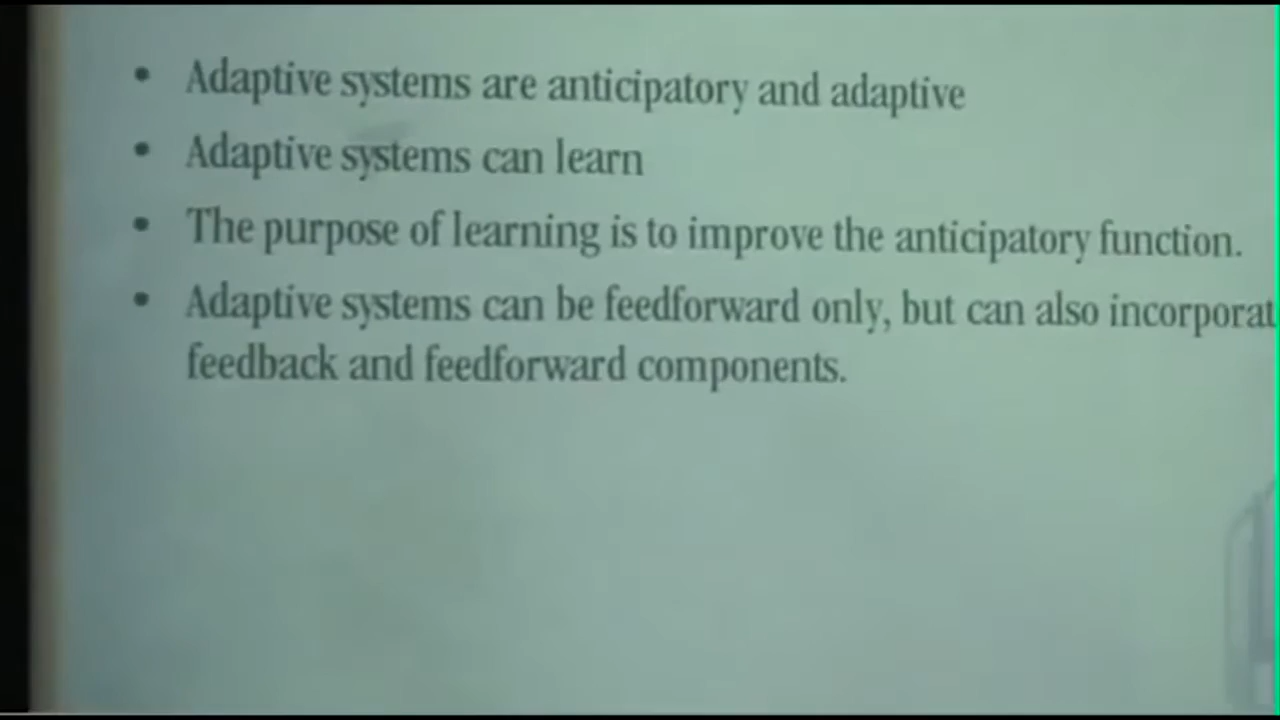 • Adaptive systems are anticipatory and adaptive
• Adaptive systems can learn
• The purpose of learning is to improve the anticipatory function.
• Adaptive systems can be feedforward only, but can also incorporat
feedback and feedforward components.